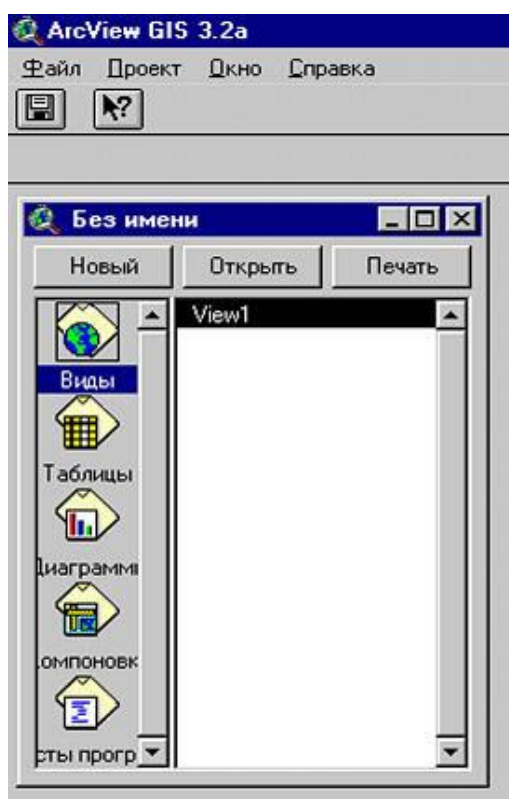 ArcView GIS 3.2a
Файл Проект Окно Справка
Без имени
Новый Открыть Печать
View1
Виды
Таблицы
Диаграммы
омпоновк
сты прогр